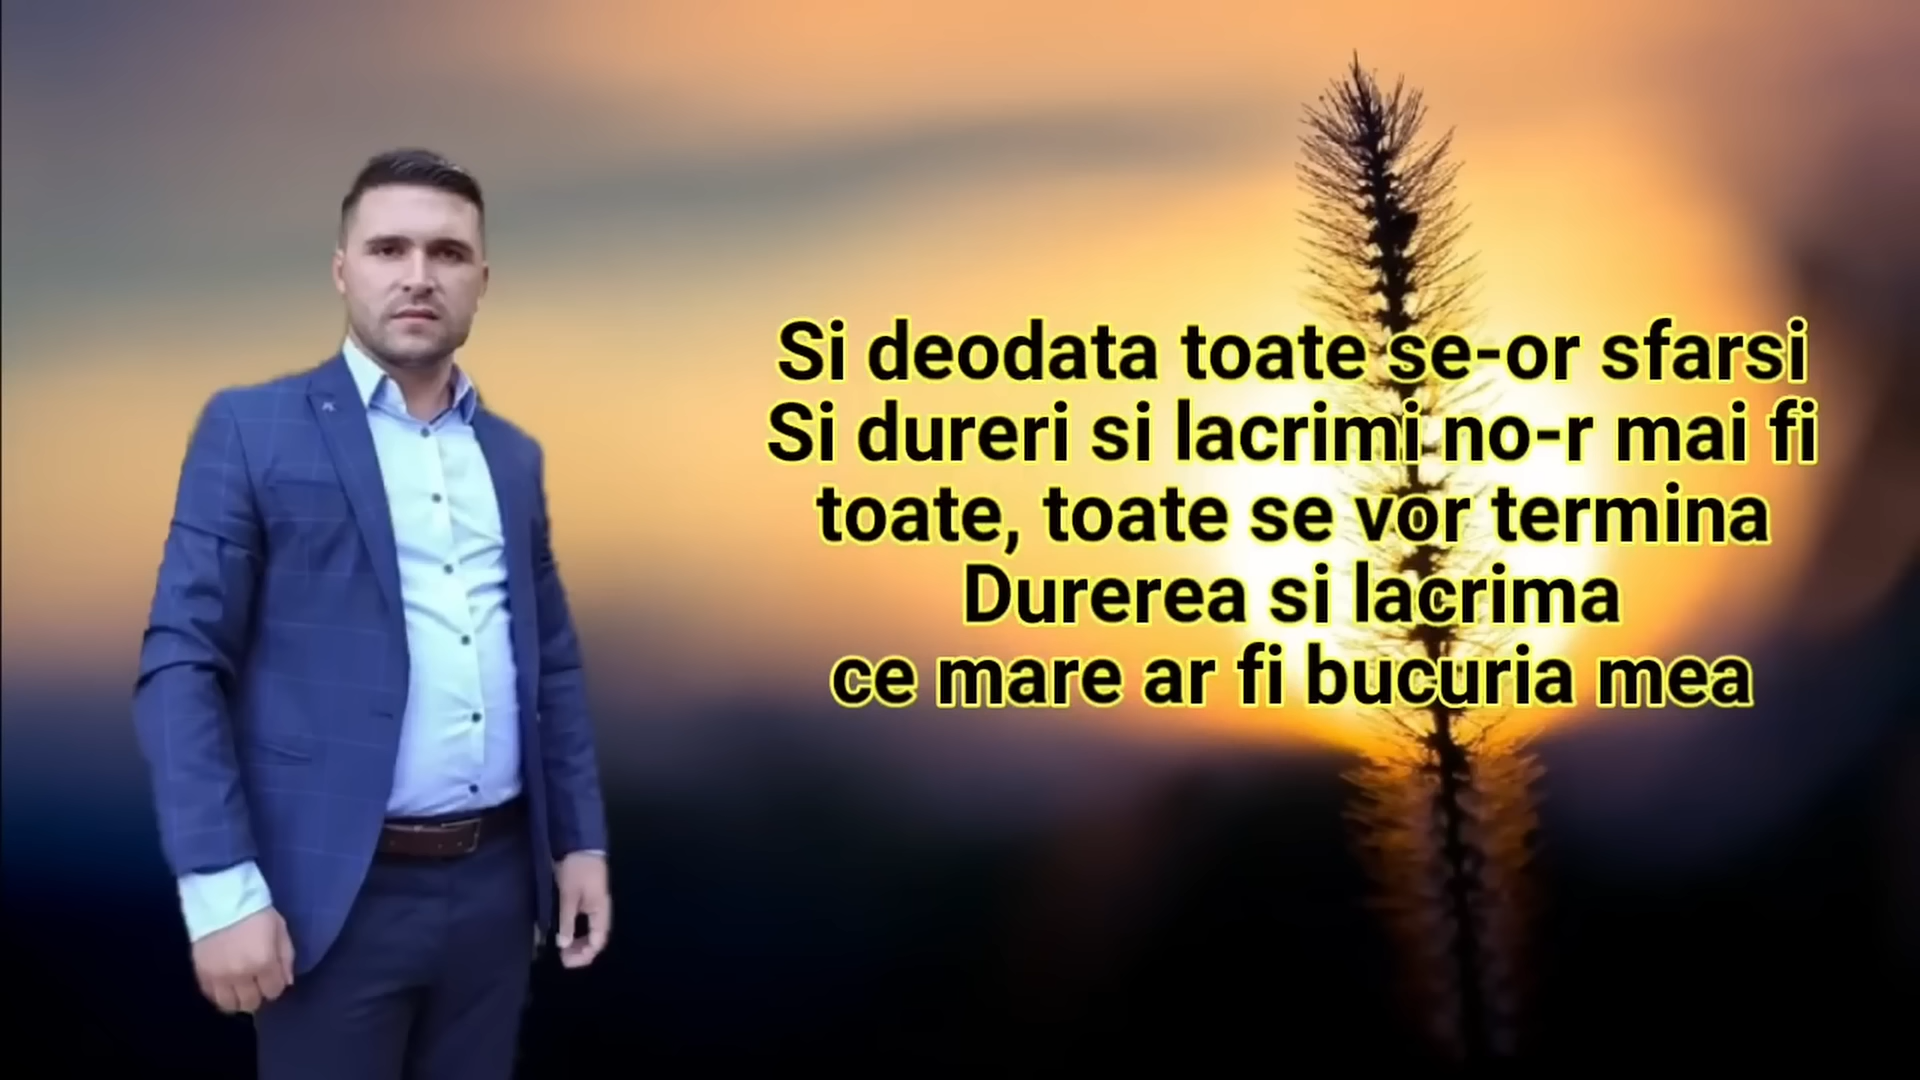 Si deodata toate se-or sfarsi
Si dureri si lacrimi no-r mai fi
toate, toate se vor termina
Durerea si lacrima
ce mare ar fi bucuria mea